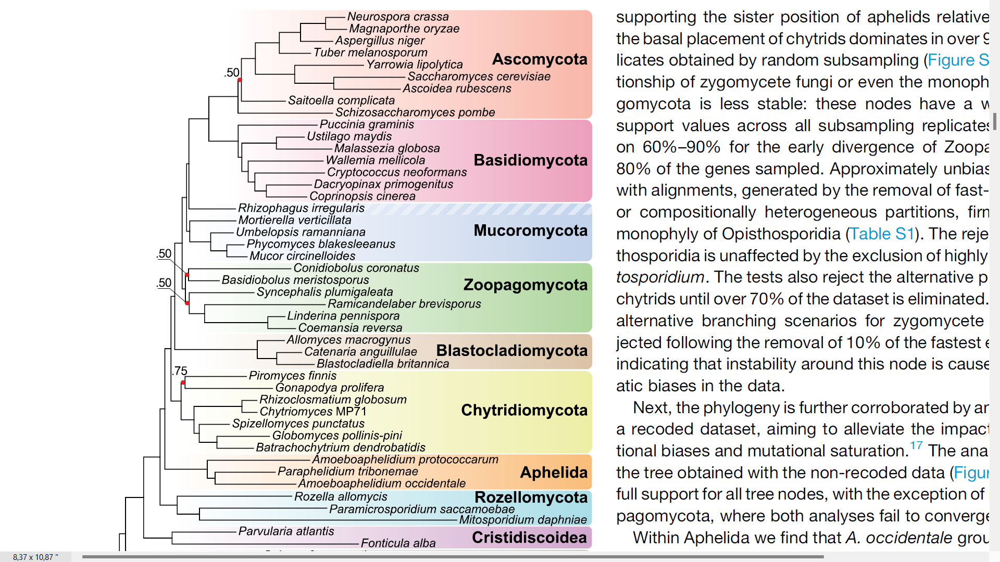 Neurospora crassa
Magnaporthe oryzae
Aspergillus niger
Tuber melanosporum
Ascomycota
Yarrowia lipolytica
.50
Saccharomyces cerevisiae
Ascoidea rubescens
Saitoella complicata
Schizosaccharomyces pombe
Puccinia graminis
Ustilago maydis
Malassezia globosa
Wallemia mellicola
Basidiomycota
Cryptococcus neoformans
Dacryopinax primogenitus
Coprinopsis cinerea
Rhizophagus irregularis
Mortierella verticillata
Umbelopsis ramanniana
Mucoromycota
Phycomyces blakesleeanus
Mucor circinelloides
.50
Conidiobolus coronatus
Basidiobolus meristosporus
.50
Zoopagomycota
Syncephalis plumigaleata
Ramicandelaber brevisporus
Linderina pennispora
Coemansia reversa
Allomyces macrogynus
Catenaria anguillulae
Blastocladiomycota
Blastocladiella britannica
.75
Piromyces finnis
Gonapodya prolifera
Rhizoclosmatium globosum
Chytriomyces MP71
Chytridiomycota
Spizellomyces punctatus
Globomyces pollinis-pini
Batrachochytrium dendrobatidis
Amoeboaphelidium protococcarum
Paraphelidium tribonemae
Aphelida
Amoeboaphelidium occidentale
Rozella allomycis
Rozellomycota
Paramicrosporidium saccamoebae
Mitosporidium daphniae
Parvularia atlantis
Cristidiscoidea
Fonticula alba
supporting the sister position of aphelids relative
the basal placement of chytrids dominates in over 9
licates obtained by random subsampling (Figure S
tionship of zygomycete fungi or even the monoph
gomycota is less stable: these nodes have a w
support values across all subsampling replicates
on 60%–90% for the early divergence of Zoopa
80% of the genes sampled. Approximately unbias
with alignments, generated by the removal of fast-
or compositionally heterogeneous partitions, firm
monophyly of Opisthosporidia (Table S1). The reje
thosporidia is unaffected by the exclusion of highly
tosporidium. The tests also reject the alternative p
chytrids until over 70% of the dataset is eliminated.
alternative branching scenarios for zygomycete
jected following the removal of 10% of the fastest e
indicating that instability around this node is cause
atic biases in the data.
Next, the phylogeny is further corroborated by an
a recoded dataset, aiming to alleviate the impact
tional biases and mutational saturation.17 The ana
the tree obtained with the non-recoded data (Figur
full support for all tree nodes, with the exception of
pagomycota, where both analyses fail to converge
Within Aphelida we find that A. occidentale grou
8,37 x 10,87 "